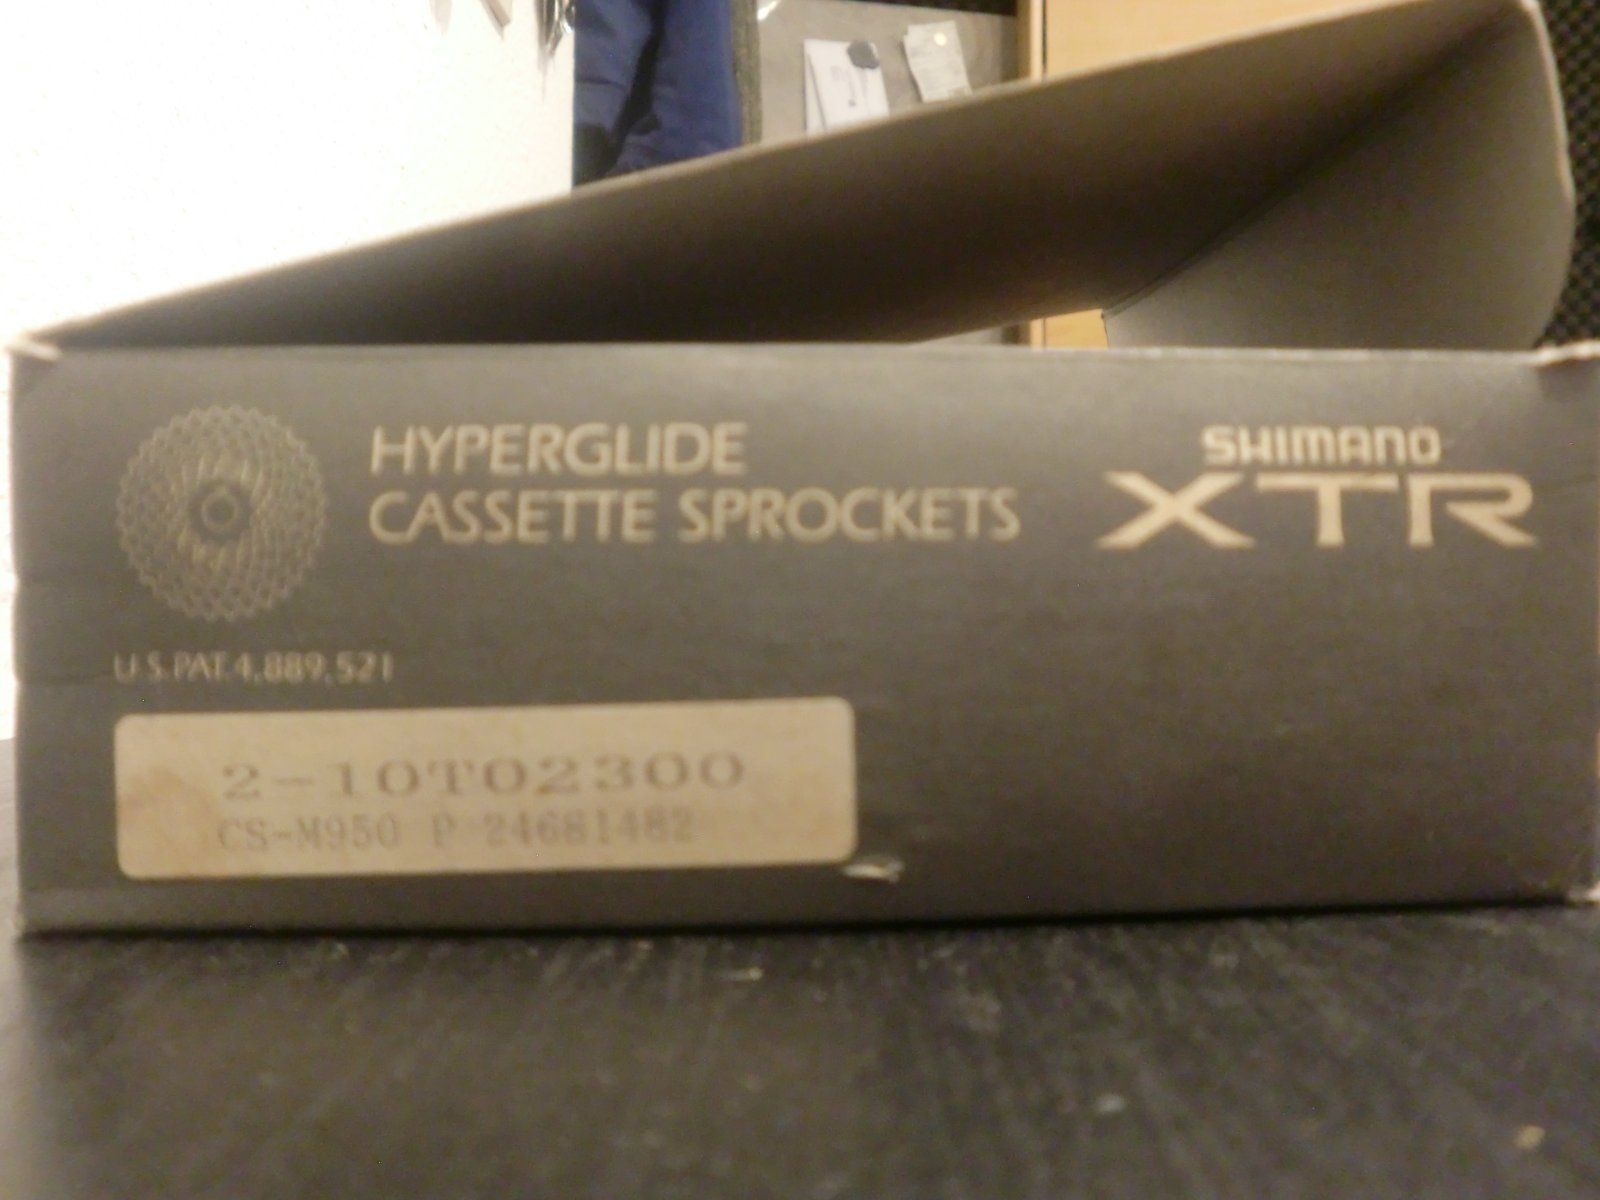 HYPERGLIDE
CASSETTE SPROCKETS
SHIMANO
XTR
U.S.PAT.4,889,521
2-10T02300
CS-M950 P 24681482